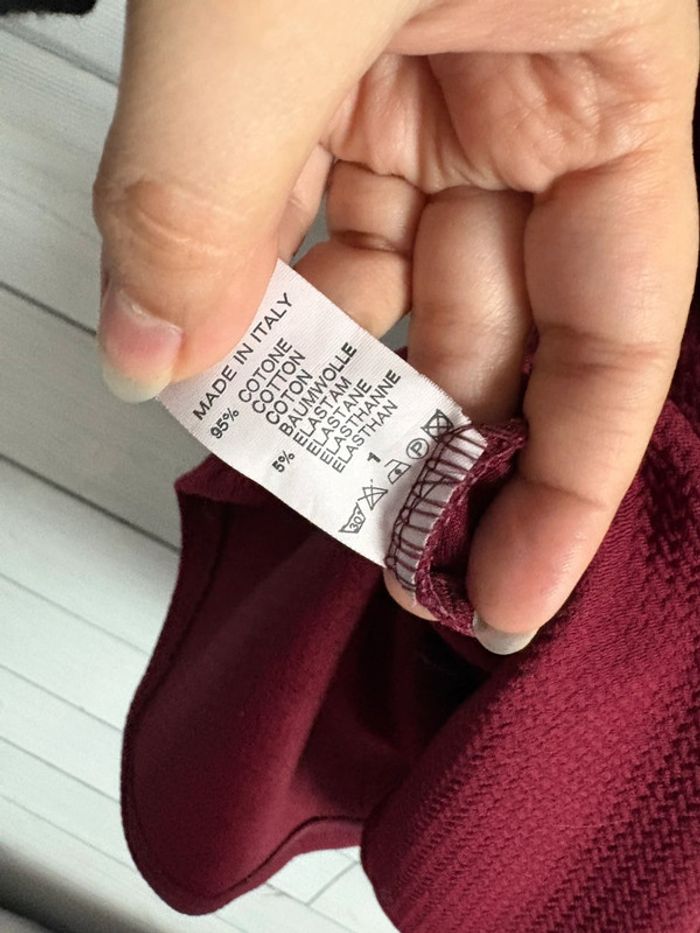 MADE IN ITALY
95% COTONE
COTTON
COTON
BAUMWOLLE
5% ELASTAM
ELASTANE
ELASTHANNE
ELASTHAN
1
30°
P